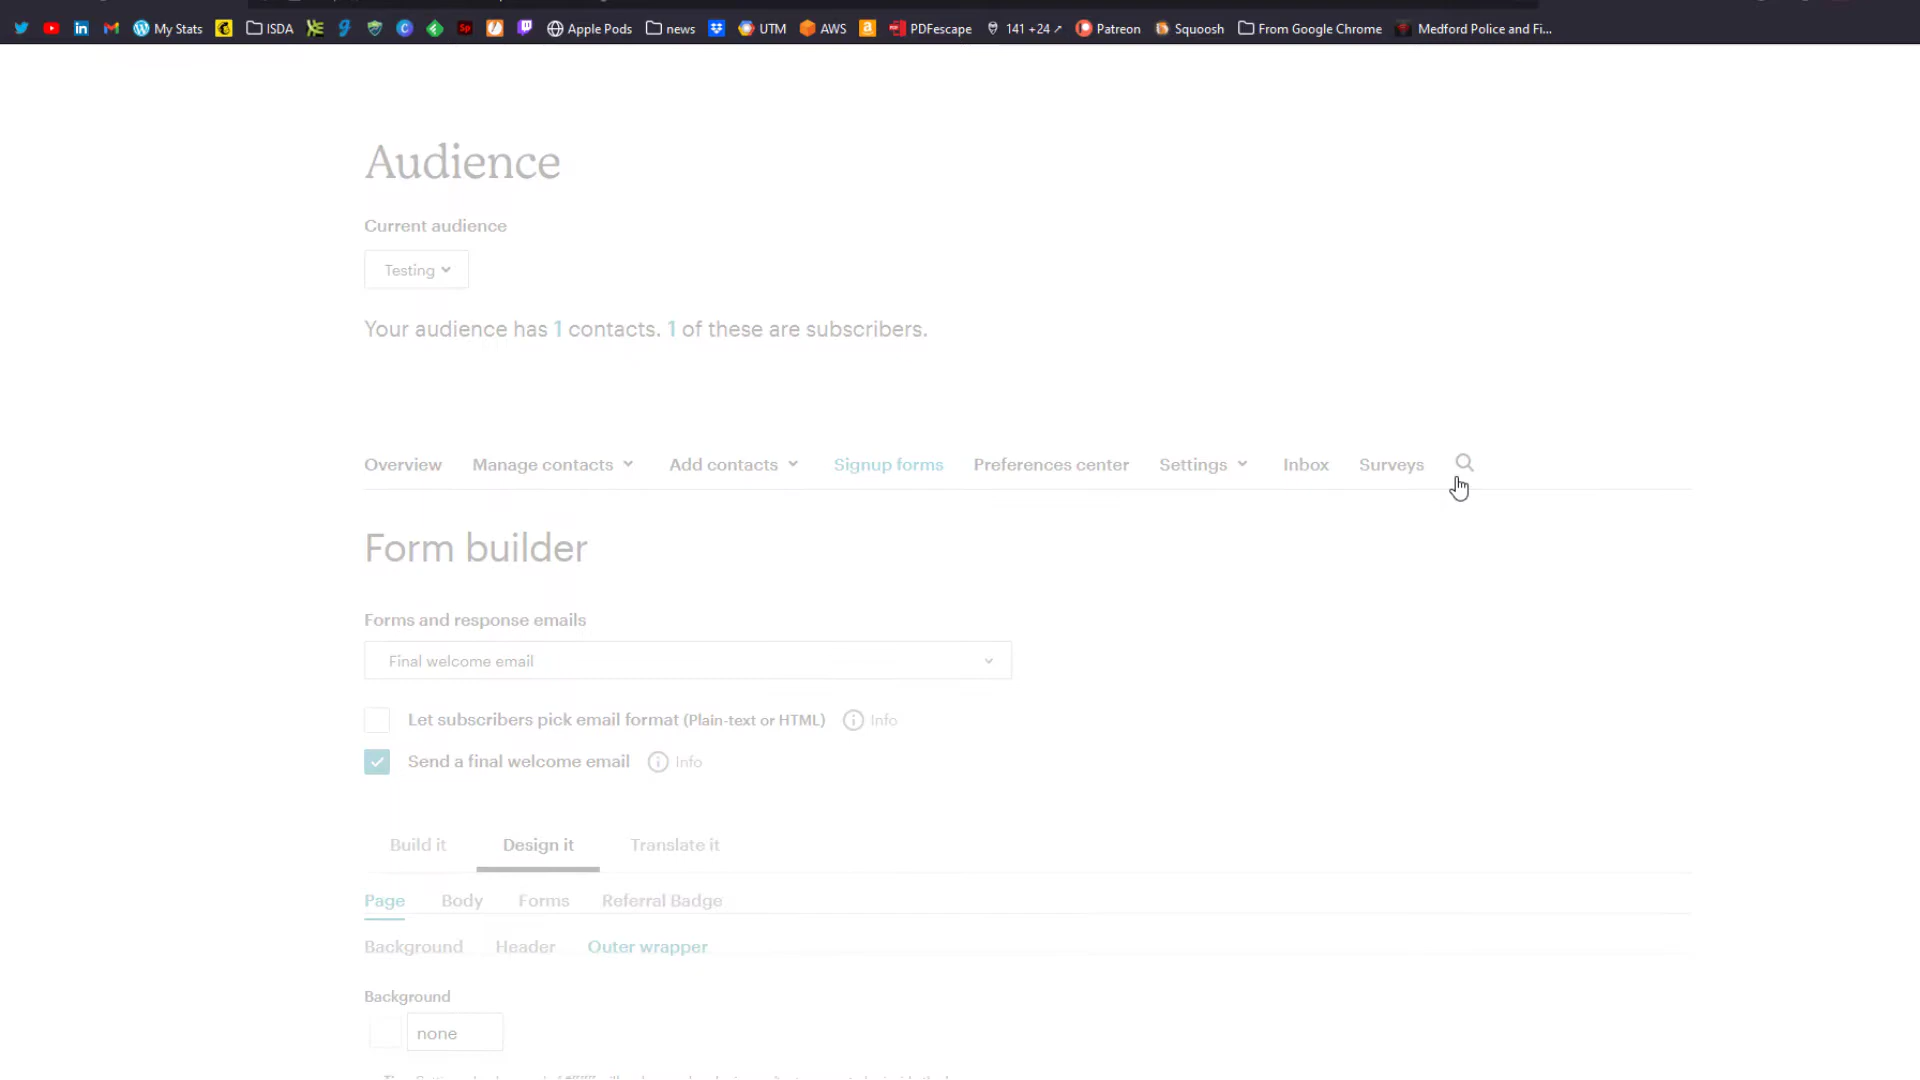 My Stats ISDA Apple Pods news UTM AWS PDFescape 141 +24 Patreon Squoosh From Google Chrome Medford Police and Fi...
Audience
Current audience
Testing
Your audience has 1 contacts. 1 of these are subscribers.
Overview Manage contacts Add contacts Signup forms Preferences center Settings Inbox Surveys
Form builder
Forms and response emails
Final welcome email
Let subscribers pick email format (Plain-text or HTML) Info
Send a final welcome email Info
Build it Design it Translate it
Page Body Forms Referral Badge
Background Header Outer wrapper
Background
none